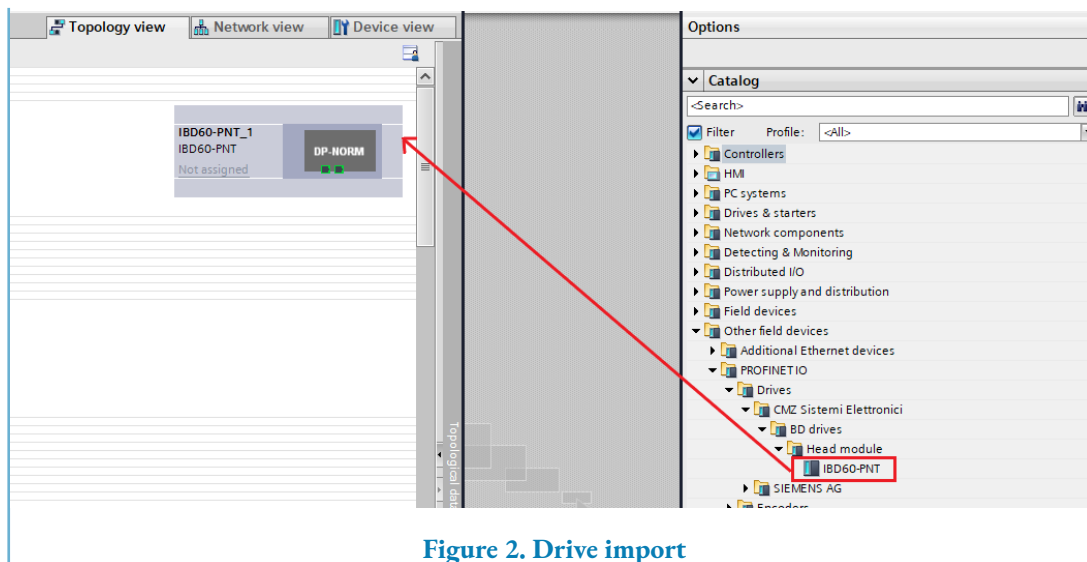 Topology view
Network view
Device view
IBD60-PNT_1
IBD60-PNT
Not assigned
DP-NORM
Topological dat
Options
Catalog
<Search>
Filter
Profile:
<All>
Controllers
HMI
PC systems
Drives & starters
Network components
Detecting & Monitoring
Distributed I/O
Power supply and distribution
Field devices
Other field devices
Additional Ethernet devices
PROFINET IO
Drives
CMZ Sistemi Elettronici
BD drives
Head module
IBD60-PNT
SIEMENS AG
Encoders
Figure 2. Drive import